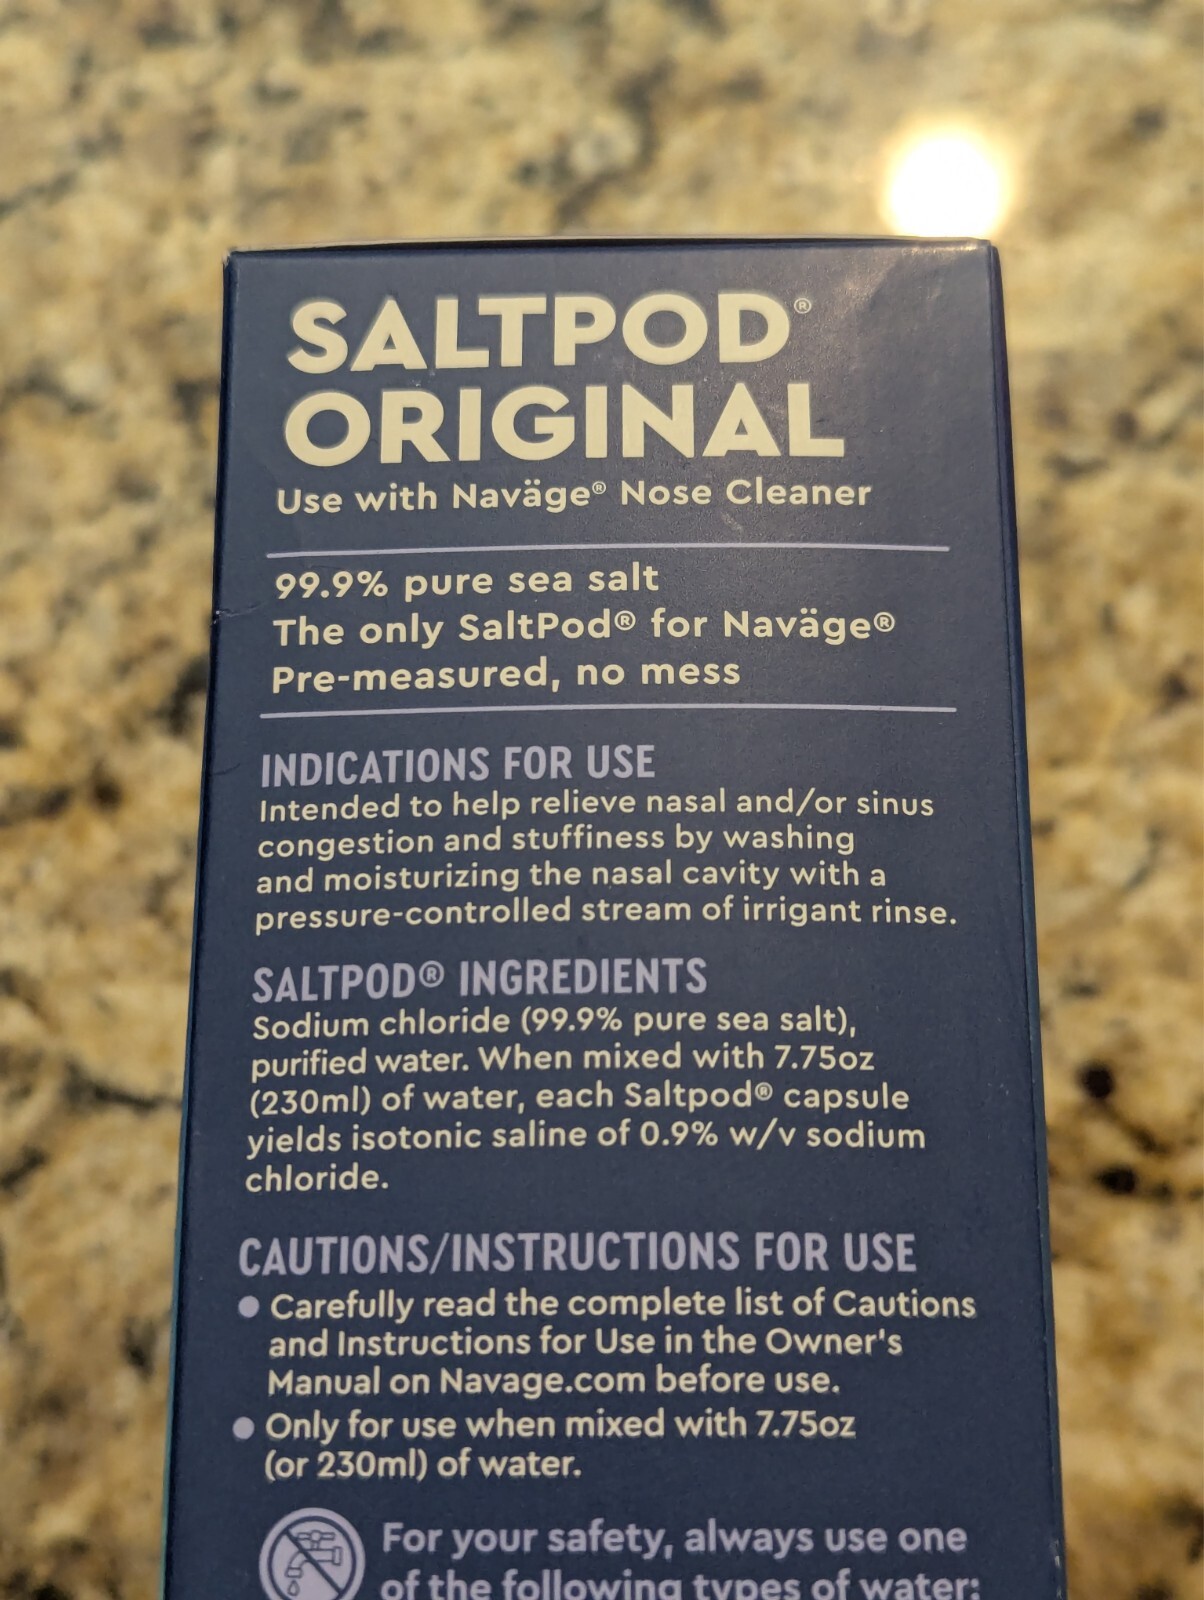 SALTPOD®
ORIGINAL
Use with Naväge® Nose Cleaner
99.9% pure sea salt
The only SaltPod® for Naväge®
Pre-measured, no mess
INDICATIONS FOR USE
Intended to help relieve nasal and/or sinus
congestion and stuffiness by washing
and moisturizing the nasal cavity with a
pressure-controlled stream of irrigant rinse.
SALTPOD® INGREDIENTS
Sodium chloride (99.9% pure sea salt),
purified water. When mixed with 7.75oz
(230ml) of water, each Saltpod® capsule
yields isotonic saline of 0.9% w/v sodium
chloride.
CAUTIONS/INSTRUCTIONS FOR USE
● Carefully read the complete list of Cautions
and Instructions for Use in the Owner's
Manual on Navage.com before use.
● Only for use when mixed with 7.75oz
(or 230ml) of water.
For your safety, always use one
of the following types of water: